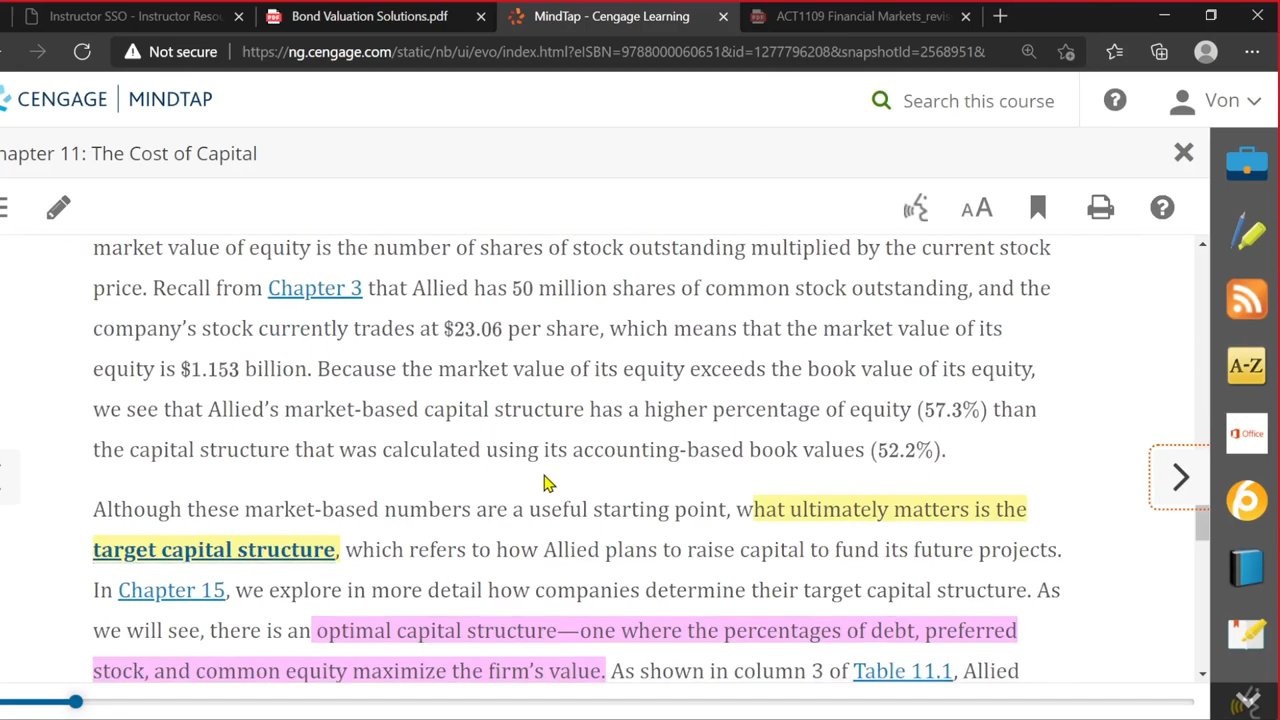 Instructor SSO - Instructor Resou
Bond Valuation Solutions.pdf
MindTap - Cengage Learning
ACT1109 Financial Markets_revis
Not secure
https://ng.cengage.com/static/nb/ui/evo/index.html?eISBN=9788000060651&id=1277796208&snapshotId=2568951&
CENGAGE | MINDTAP
Search this course
Von
hapter 11: The Cost of Capital
AA
market value of equity is the number of shares of stock outstanding multiplied by the current stock
price. Recall from Chapter 3 that Allied has 50 million shares of common stock outstanding, and the
company’s stock currently trades at $23.06 per share, which means that the market value of its
equity is $1.153 billion. Because the market value of its equity exceeds the book value of its equity,
we see that Allied’s market-based capital structure has a higher percentage of equity (57.3%) than
the capital structure that was calculated using its accounting-based book values (52.2%).
Although these market-based numbers are a useful starting point, what ultimately matters is the
target capital structure, which refers to how Allied plans to raise capital to fund its future projects.
In Chapter 15, we explore in more detail how companies determine their target capital structure. As
we will see, there is an optimal capital structure—one where the percentages of debt, preferred
stock, and common equity maximize the firm’s value. As shown in column 3 of Table 11.1, Allied
A-Z
Office